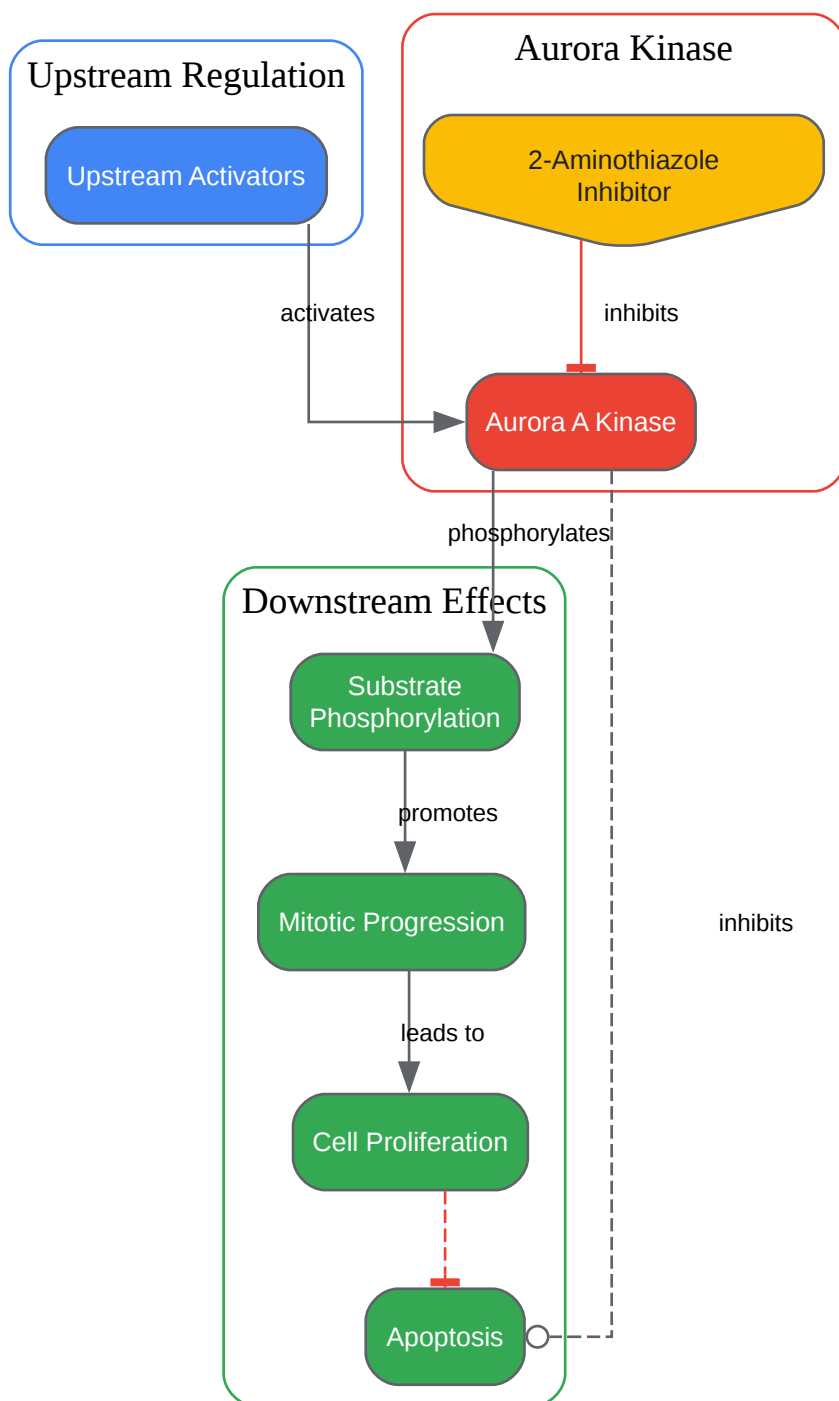 Upstream Regulation
Upstream Activators
Aurora Kinase
2-Aminothiazole
Inhibitor
activates
inhibits
Aurora A Kinase
phosphorylates
Downstream Effects
Substrate
Phosphorylation
promotes
Mitotic Progression
inhibits
leads to
Cell Proliferation
Apoptosis